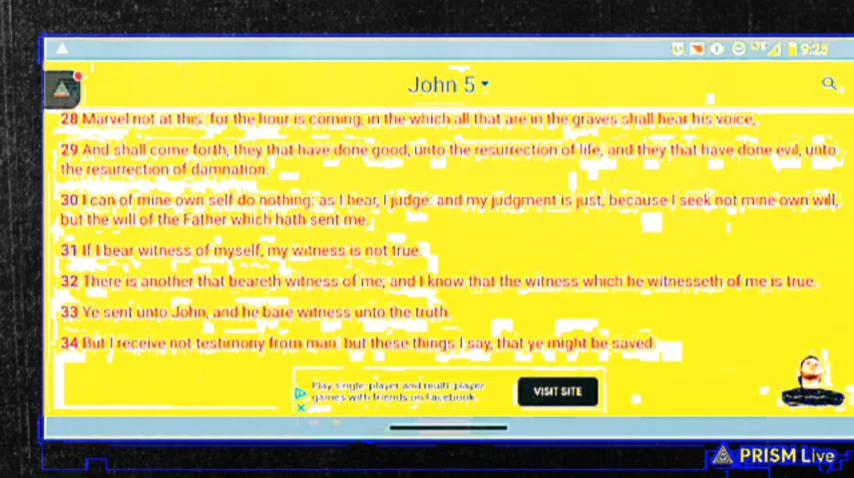 9:25
John 5
28 Marvel not at this: for the hour is coming, in the which all that are in the graves shall hear his voice,
29 And shall come forth; they that have done good, unto the resurrection of life; and they that have done evil, unto
the resurrection of damnation.
30 I can of mine own self do nothing: as I hear, I judge: and my judgment is just; because I seek not mine own will,
but the will of the Father which hath sent me.
31 If I bear witness of myself, my witness is not true.
32 There is another that beareth witness of me; and I know that the witness which he witnesseth of me is true.
33 Ye sent unto John, and he bare witness unto the truth.
34 But I receive not testimony from man: but these things I say, that ye might be saved.
Play single-player and multi-player
games with friends on Facebook.
VISIT SITE
PRISM Live